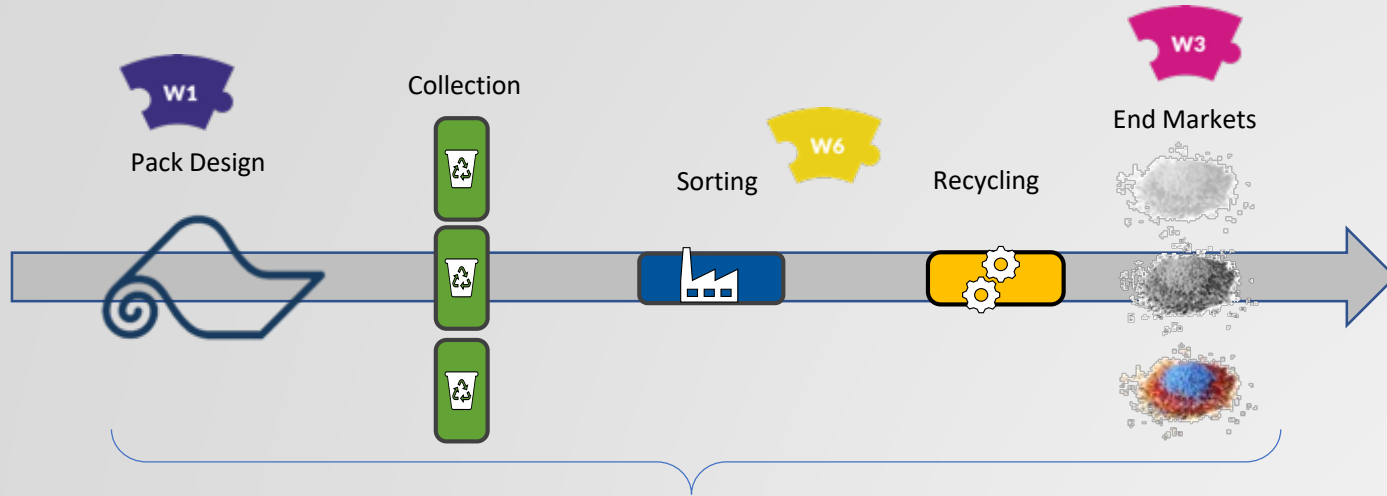 W1
Pack Design
Collection
Sorting
W6
Recycling
W3
End Markets